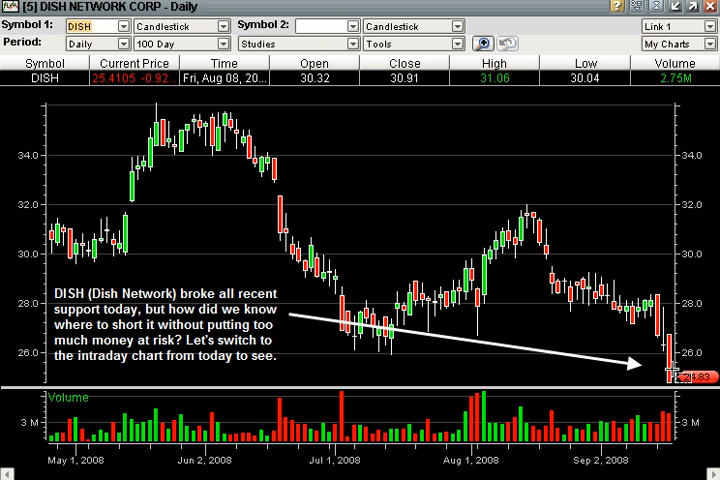 [5] DISH NETWORK CORP - Daily
Symbol 1: DISH Candlestick Symbol 2: Candlestick Link 1
Period: Daily 100 Day Studies Tools My Charts
Symbol Current Price Time Open Close High Low Volume
DISH 25.4105 -0.92... Fri, Aug 08, 20... 30.32 30.91 31.06 30.04 2.75M
34.0 34.0
32.0 32.0
30.0 30.0
28.0 28.0
26.0 26.0
DISH (Dish Network) broke all recent
support today, but how did we know
where to short it without putting too
much money at risk? Let's switch to
the intraday chart from today to see.
Volume
3 M 3 M
May 1, 2008 Jun 2, 2008 Jul 1, 2008 Aug 1, 2008 Sep 2, 2008